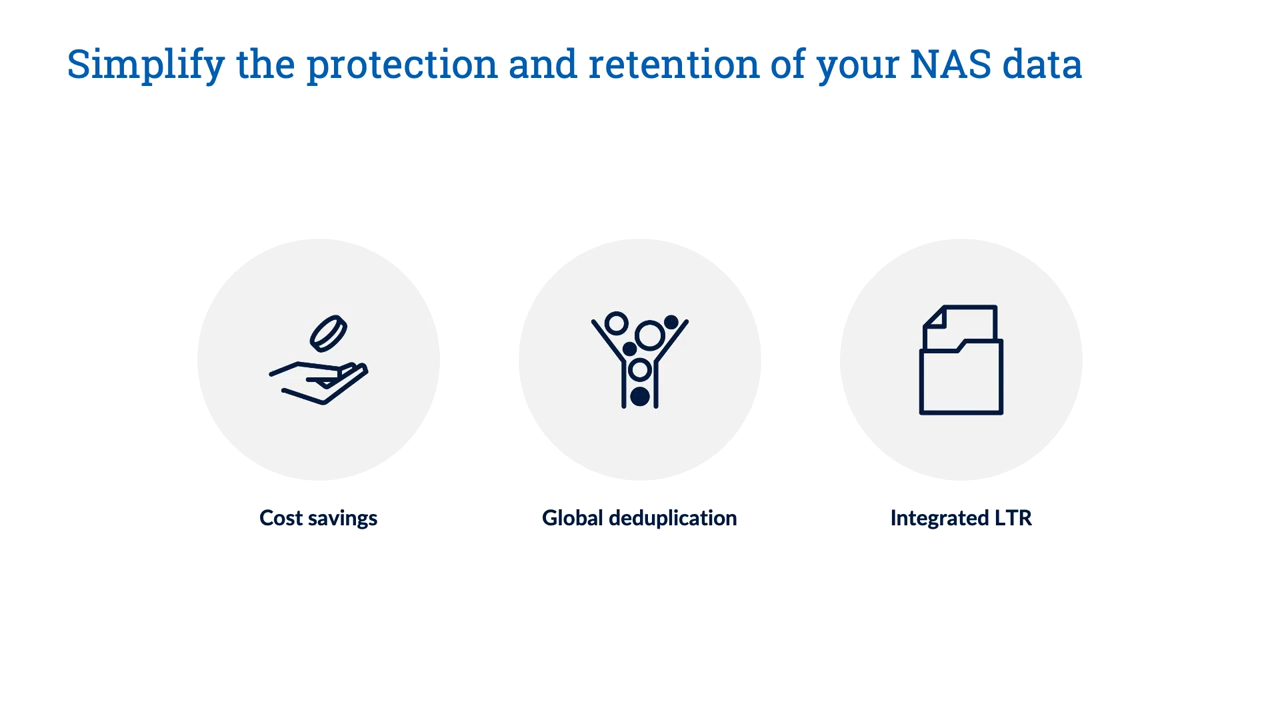 Simplify the protection and retention of your NAS data
Cost savings
Global deduplication
Integrated LTR